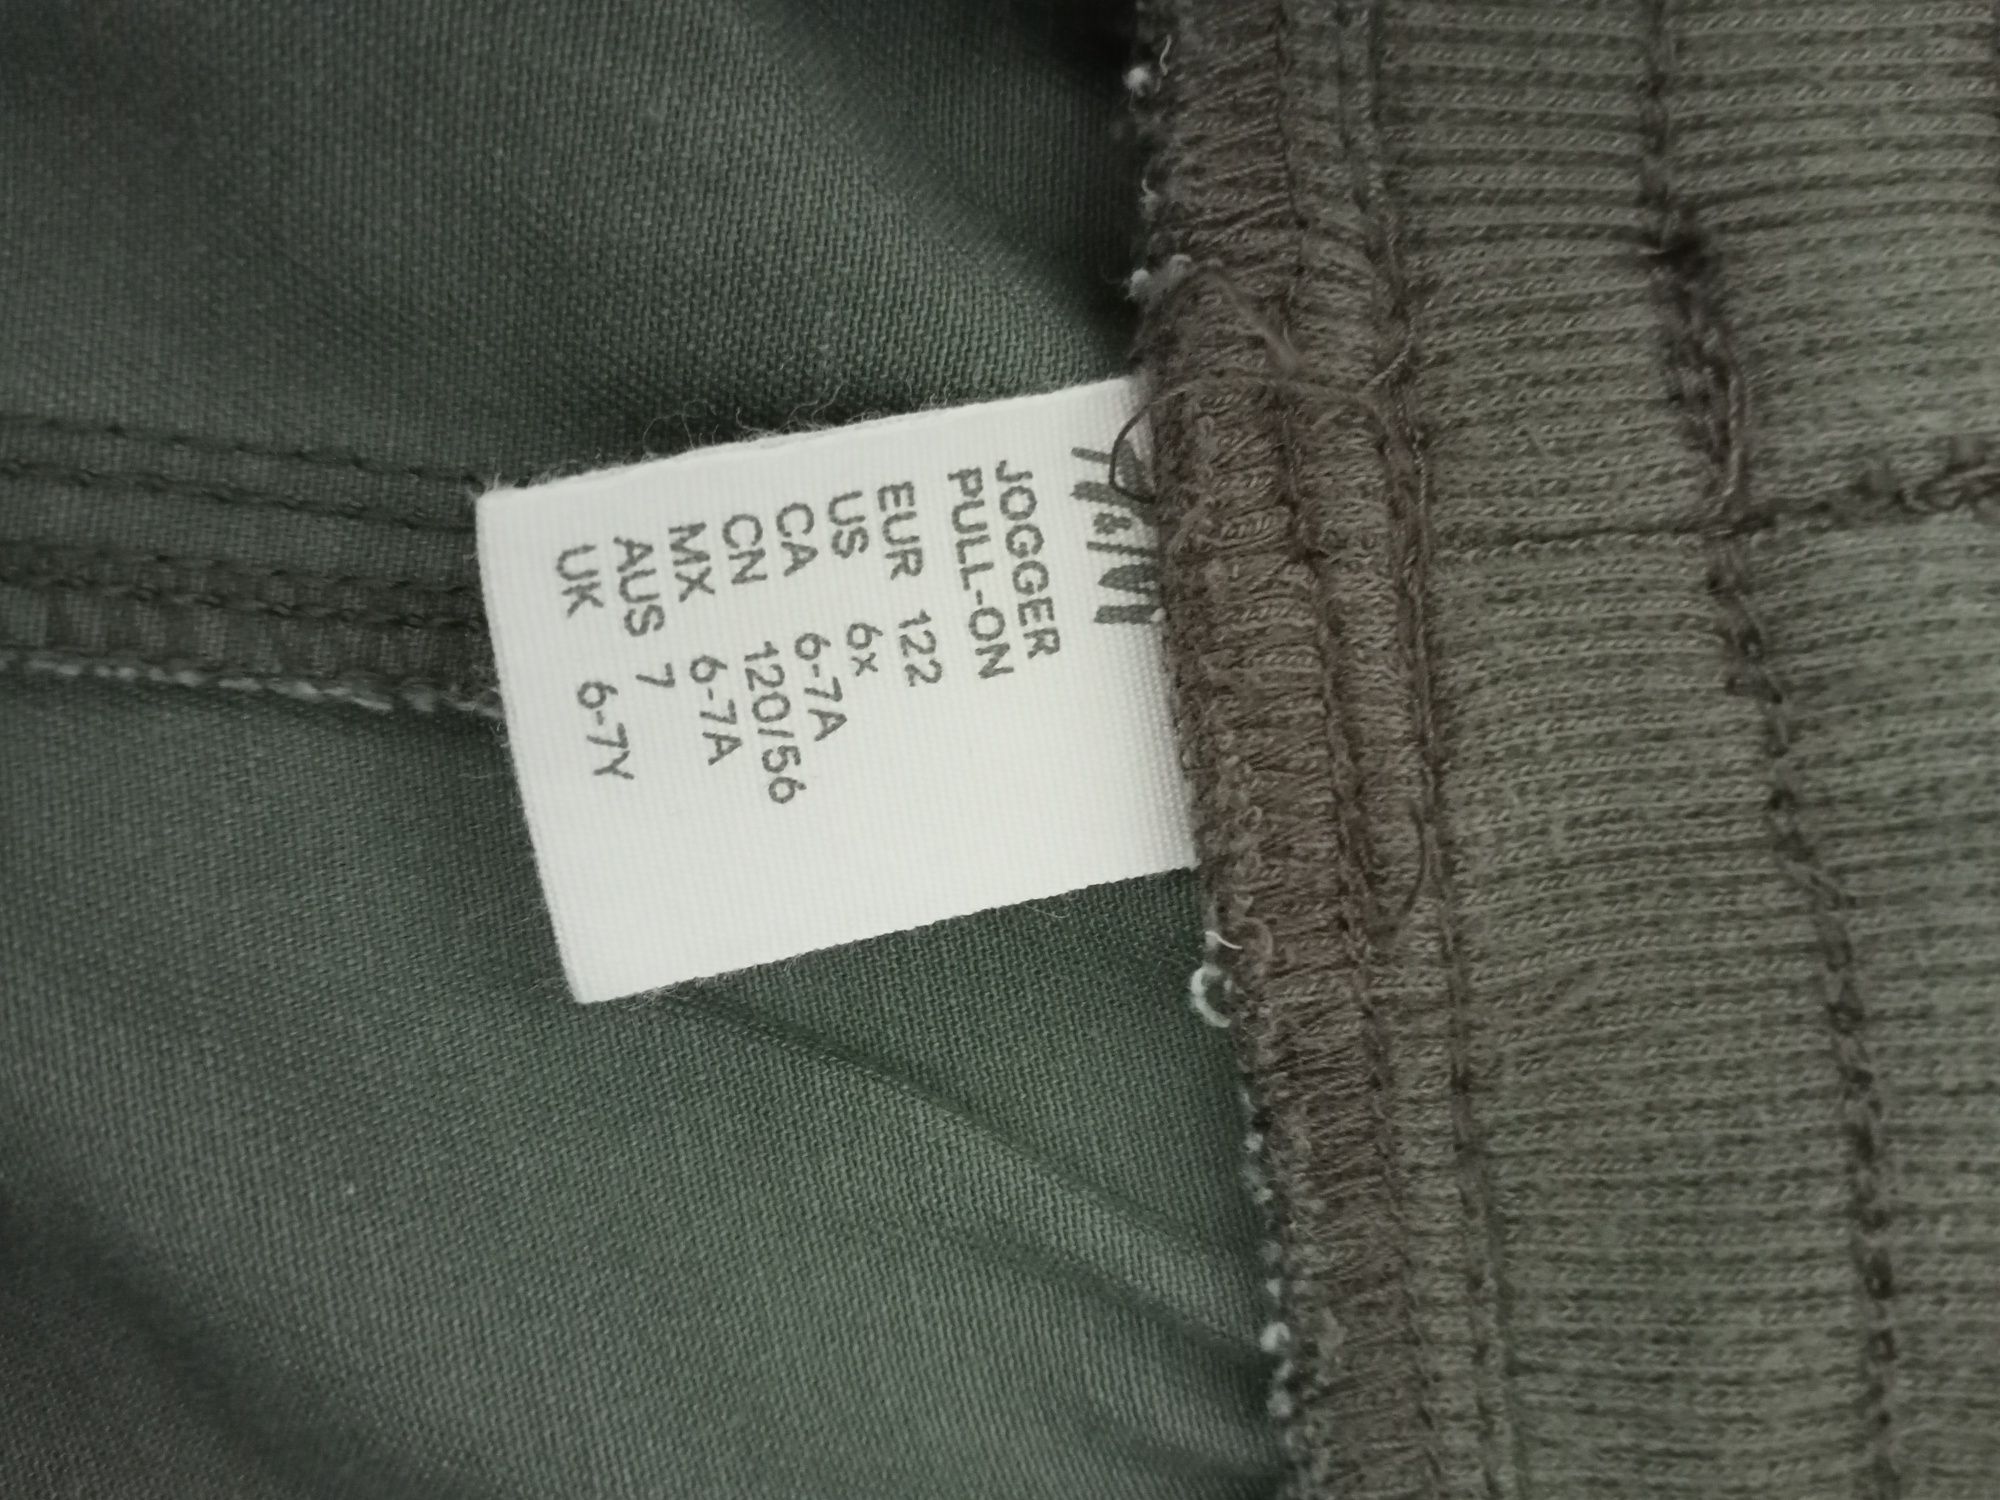 H&M
JOGGER
PULL-ON
EUR 122
US 6x
CA 6-7A
CN 120/56
MX 6-7A
AUS 7
UK 6-7Y